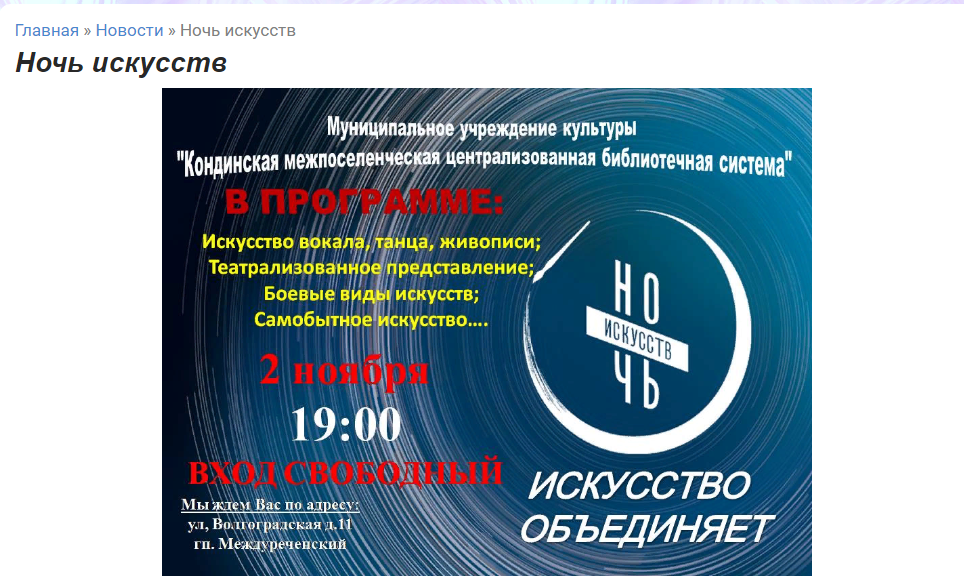 Главная » Новости » Ночь искусств
Ночь искусств
Муниципальное учреждение культуры
"Кондинская межпоселенческая централизованная библиотечная система"
В ПРОГРАММЕ:
Искусство вокала, танца, живописи;
Театрализованное представление;
Боевые виды искусств;
Самобытное искусство....
2 ноября
19:00
ВХОД СВОБОДНЫЙ
Мы ждем Вас по адресу:
ул, Волгоградская д.11
гп. Междуреченский
НО
ИСКУССТВ
ЧЬ
ИСКУССТВО
ОБЪЕДИНЯЕТ